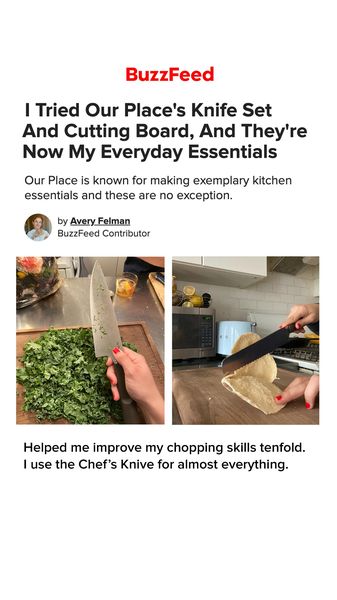 BuzzFeed
I Tried Our Place's Knife Set
And Cutting Board, And They're
Now My Everyday Essentials
Our Place is known for making exemplary kitchen
essentials and these are no exception.
by Avery Felman
BuzzFeed Contributor
Helped me improve my chopping skills tenfold.
I use the Chef's Knive for almost everything.